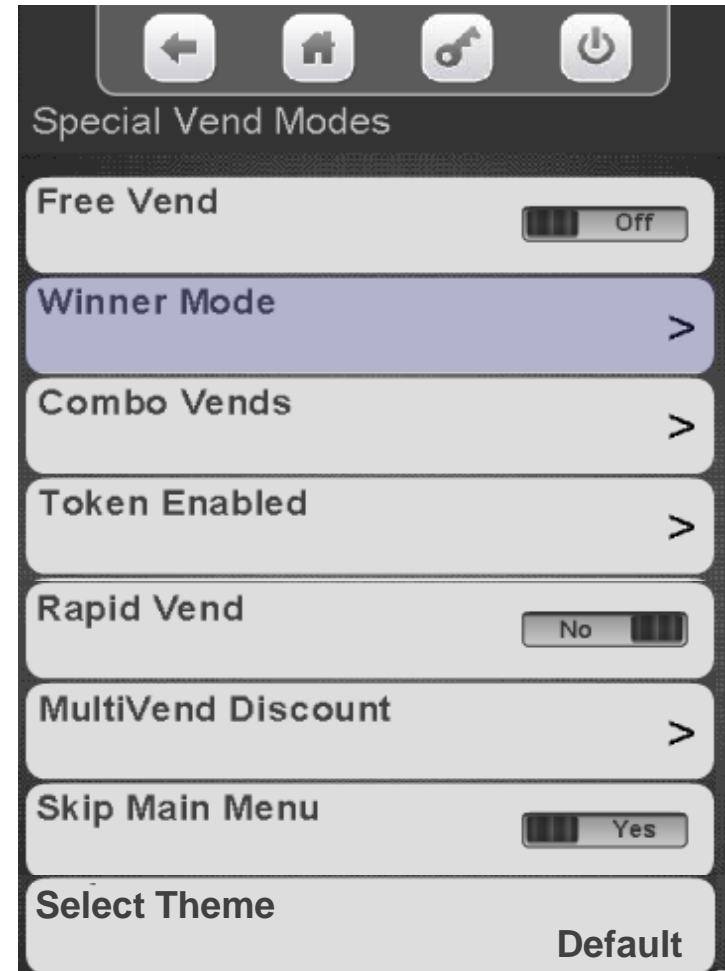 Special Vend Modes
Free Vend
Off
Winner Mode
>
Combo Vends
>
Token Enabled
>
Rapid Vend
No
MultiVend Discount
>
Skip Main Menu
Yes
Select Theme
Default